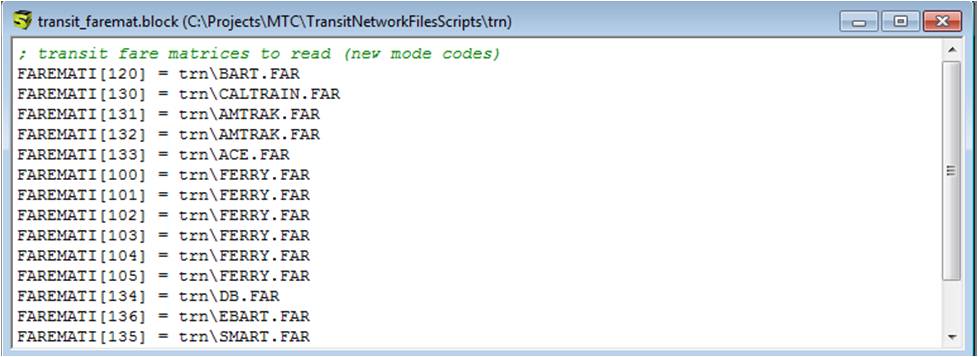 transit_faremat.block (C:\Projects\MTC\TransitNetworkFilesScripts\trn)
; transit fare matrices to read (new mode codes)
FAREMATI[120] = trn\BART.FAR
FAREMATI[130] = trn\CALTRAIN.FAR
FAREMATI[131] = trn\AMTRAK.FAR
FAREMATI[132] = trn\AMTRAK.FAR
FAREMATI[133] = trn\ACE.FAR
FAREMATI[100] = trn\FERRY.FAR
FAREMATI[101] = trn\FERRY.FAR
FAREMATI[102] = trn\FERRY.FAR
FAREMATI[103] = trn\FERRY.FAR
FAREMATI[104] = trn\FERRY.FAR
FAREMATI[105] = trn\FERRY.FAR
FAREMATI[134] = trn\DB.FAR
FAREMATI[136] = trn\EBART.FAR
FAREMATI[135] = trn\SMART.FAR